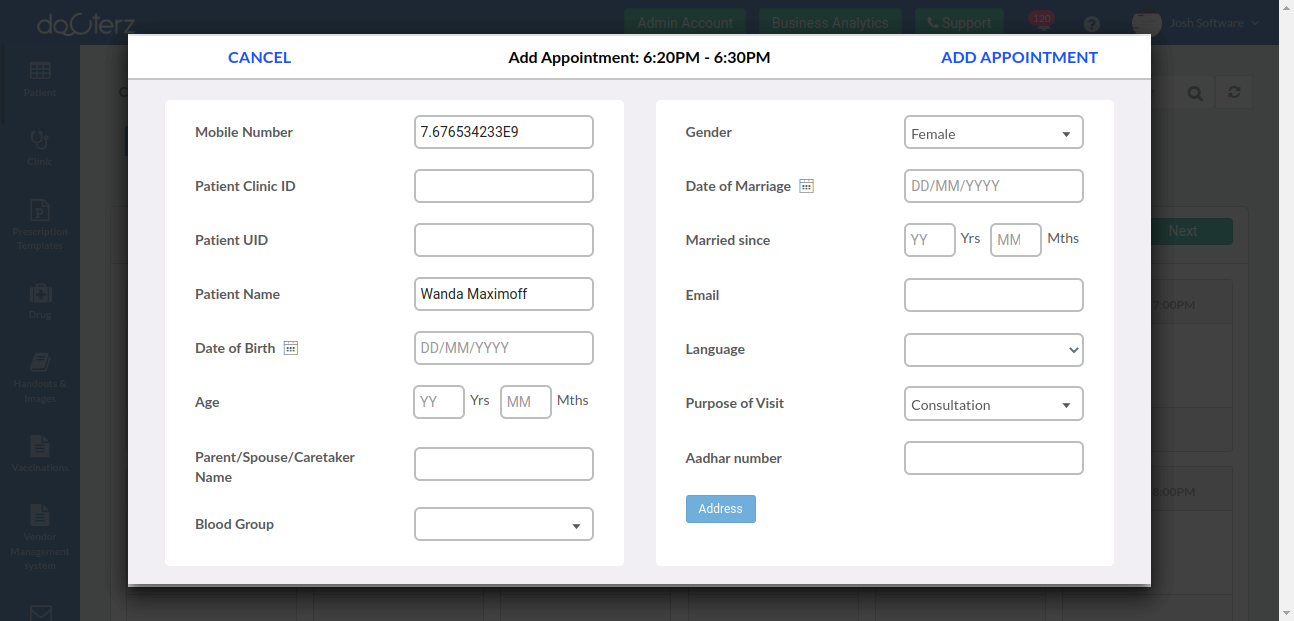 daOcterz
Admin Account
Business Analytics
Support
120
Josh Software
CANCEL
Add Appointment: 6:20PM - 6:30PM
ADD APPOINTMENT
Patient
Clinic
Prescription
Templates
Drug
Handouts &
Images
Vaccinations
Vendor
Management
system
Mobile Number
7.676534233E9
Patient Clinic ID
Patient UID
Patient Name
Wanda Maximoff
Date of Birth
DD/MM/YYYY
Age
YY Yrs MM Mths
Parent/Spouse/Caretaker
Name
Blood Group
Gender
Female
Date of Marriage
DD/MM/YYYY
Married since
YY Yrs MM Mths
Email
Language
Purpose of Visit
Consultation
Aadhar number
Address
Next
7:00PM
8:00PM